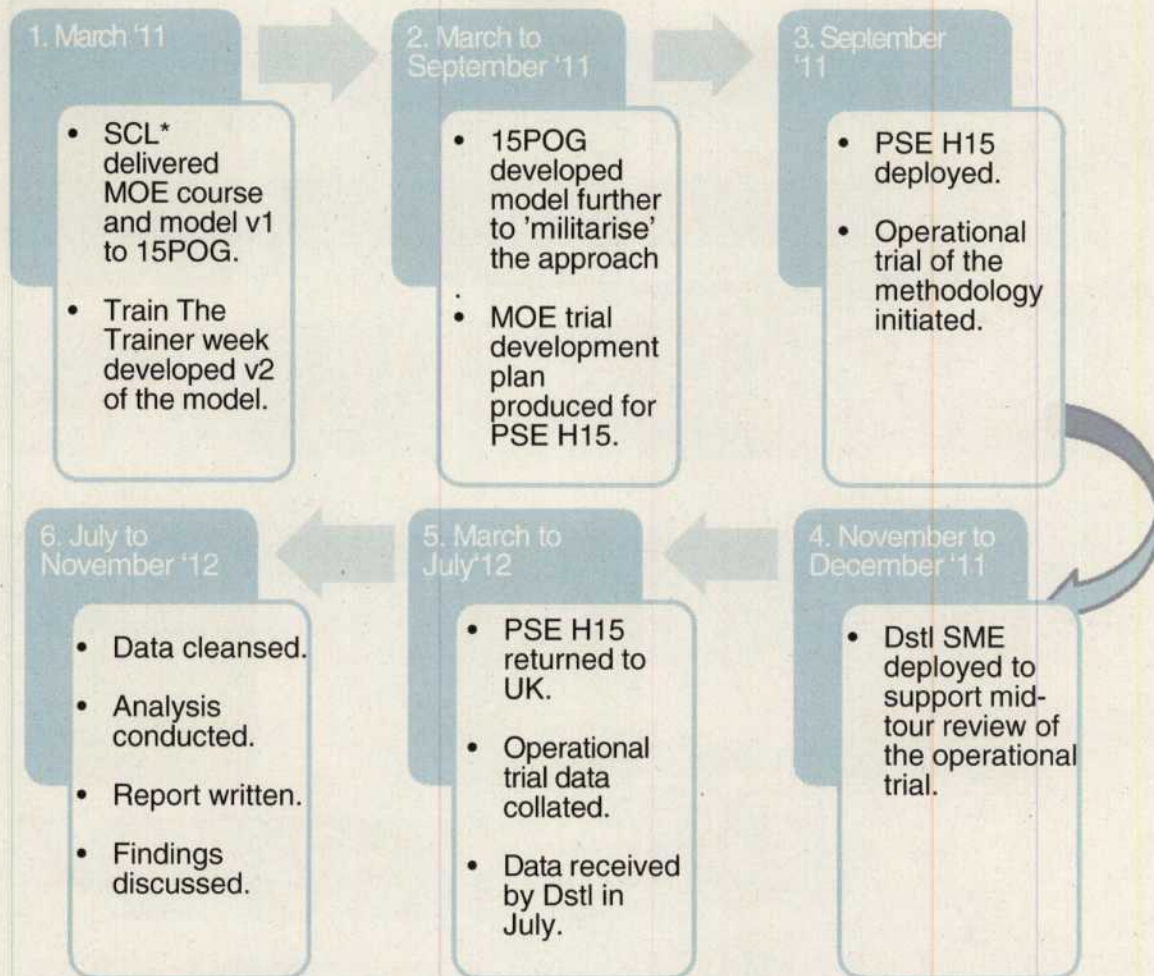 1. March '11
• SCL*
delivered
MOE course
and model v1
to 15POG.
• Train The
Trainer week
developed v2
of the model.
2. March to
September '11
• 15POG
developed
model further
to 'militarise'
the approach
.
• MOE trial
development
plan
produced for
PSE H15.
3. September
'11
• PSE H15
deployed.
• Operational
trial of the
methodology
initiated.
4. November to
December '11
• Dstl SME
deployed to
support mid-
tour review of
the operational
trial.
5. March to
July'12
• PSE H15
returned to
UK.
• Operational
trial data
collated.
• Data received
by Dstl in
July.
6. July to
November '12
• Data cleansed.
• Analysis
conducted.
• Report written.
• Findings
discussed.